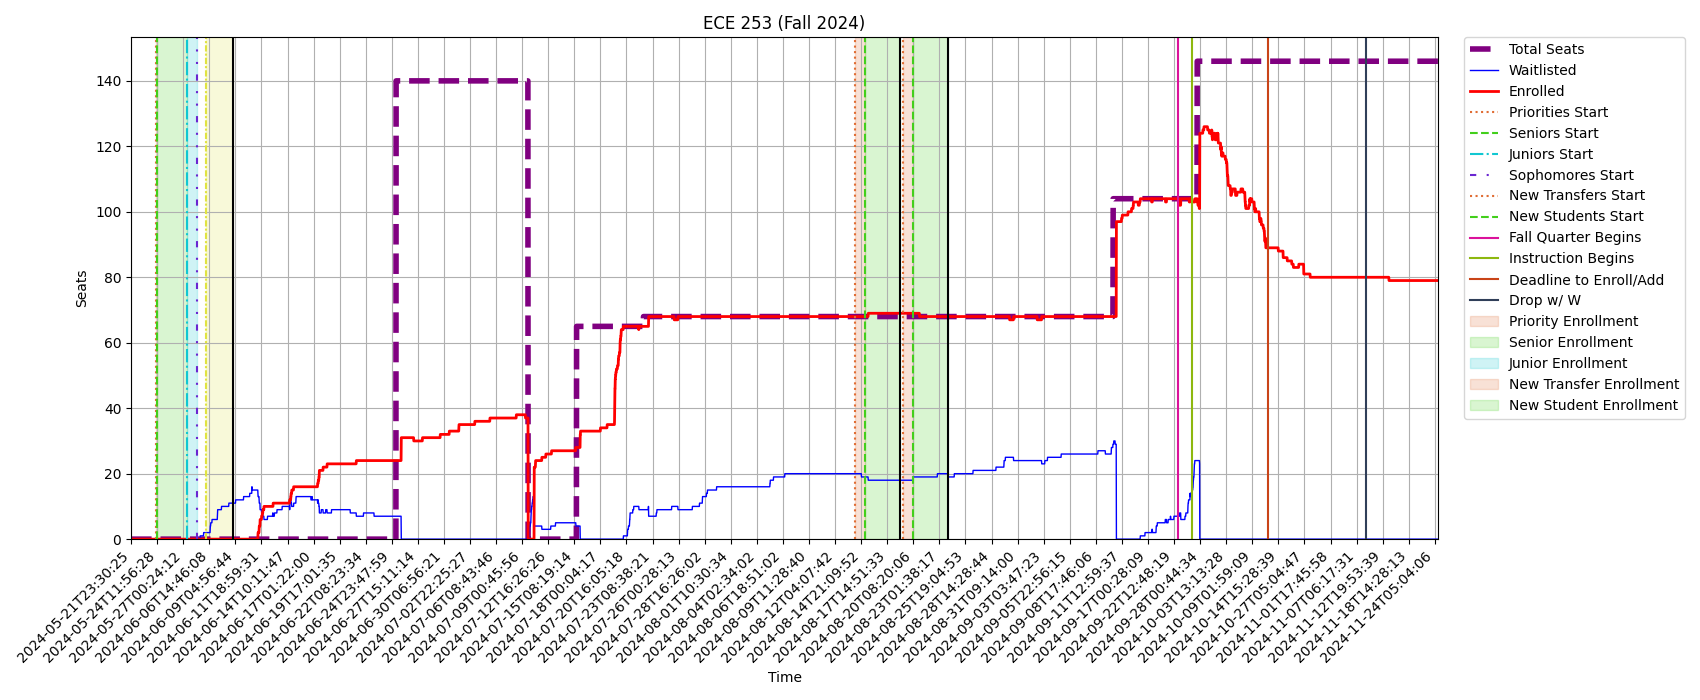 ECE 253 (Fall 2024)
Seats
140
120
100
80
60
40
20
0
2024-05-21T23:30:25
2024-05-24T11:56:28
2024-05-27T00:24:12
2024-06-06T14:46:08
2024-06-09T04:56:44
2024-06-11T18:59:31
2024-06-14T10:11:47
2024-06-17T01:22:00
2024-06-19T17:01:35
2024-06-22T08:23:34
2024-06-24T23:47:59
2024-06-27T15:11:14
2024-06-30T06:56:21
2024-07-02T22:25:27
2024-07-06T08:43:46
2024-07-09T00:45:56
2024-07-12T16:26:26
2024-07-15T08:19:14
2024-07-18T00:04:17
2024-07-20T16:05:18
2024-07-23T08:38:21
2024-07-26T00:28:13
2024-07-28T16:26:02
2024-08-01T10:30:34
2024-08-04T02:34:02
2024-08-06T18:51:02
2024-08-09T11:28:40
2024-08-12T04:07:42
2024-08-14T21:09:52
2024-08-17T14:51:33
2024-08-20T08:20:06
2024-08-23T01:38:17
2024-08-25T19:04:53
2024-08-28T14:28:44
2024-08-31T09:14:00
2024-09-03T03:47:23
2024-09-05T22:56:15
2024-09-08T17:46:06
2024-09-11T12:59:37
2024-09-17T00:28:09
2024-09-22T12:48:19
2024-09-28T00:44:34
2024-10-03T13:13:28
2024-10-09T01:59:09
2024-10-14T15:28:39
2024-10-27T05:04:47
2024-11-01T17:45:58
2024-11-07T06:17:31
2024-11-12T19:53:39
2024-11-18T14:28:13
2024-11-24T05:04:06
Time
Total Seats
Waitlisted
Enrolled
Priorities Start
Seniors Start
Juniors Start
Sophomores Start
New Transfers Start
New Students Start
Fall Quarter Begins
Instruction Begins
Deadline to Enroll/Add
Drop w/ W
Priority Enrollment
Senior Enrollment
Junior Enrollment
New Transfer Enrollment
New Student Enrollment